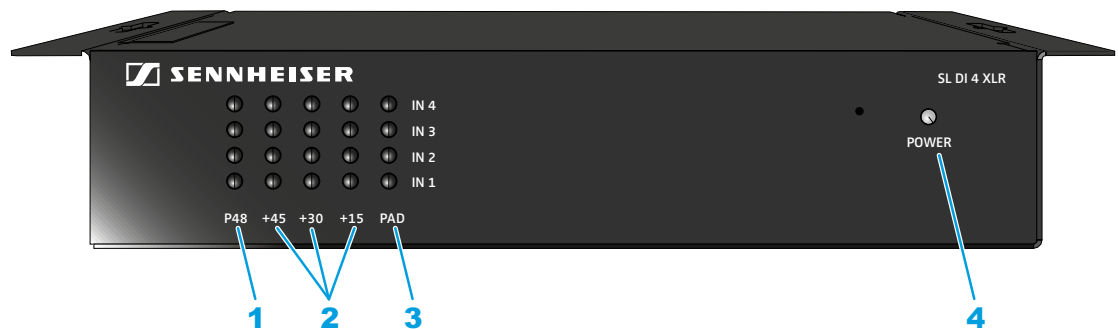 SENNHEISER
SL DI 4 XLR
IN 4
IN 3
IN 2
IN 1
POWER
P48 +45 +30 +15 PAD
1 2 3 4